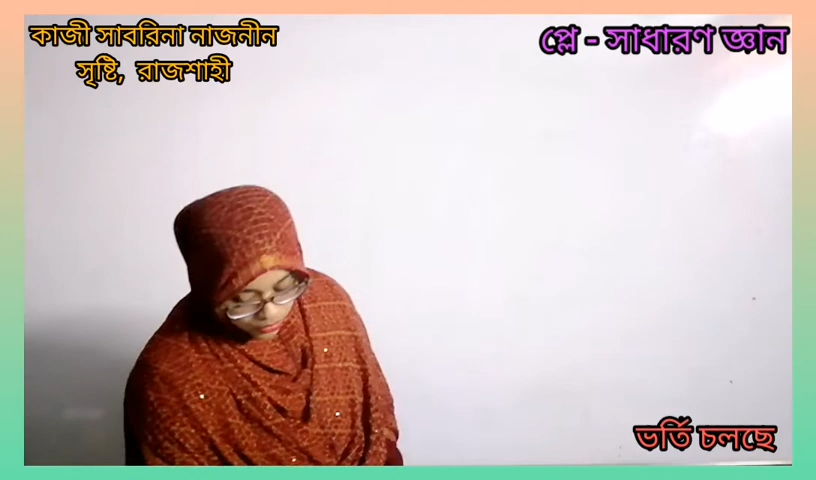 কাজী সাবরিনা নাজনীন
সৃষ্টি, রাজশাহী
প্লে - সাধারণ জ্ঞান
ভর্তি চলছে